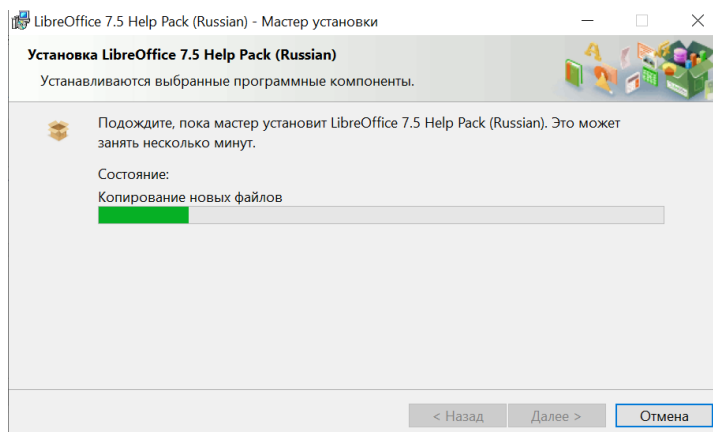 LibreOffice 7.5 Help Pack (Russian) - Мастер установки
Установка LibreOffice 7.5 Help Pack (Russian)
Устанавливаются выбранные программные компоненты.
Подождите, пока мастер установит LibreOffice 7.5 Help Pack (Russian). Это может
занять несколько минут.
Состояние:
Копирование новых файлов
< Назад Далее > Отмена